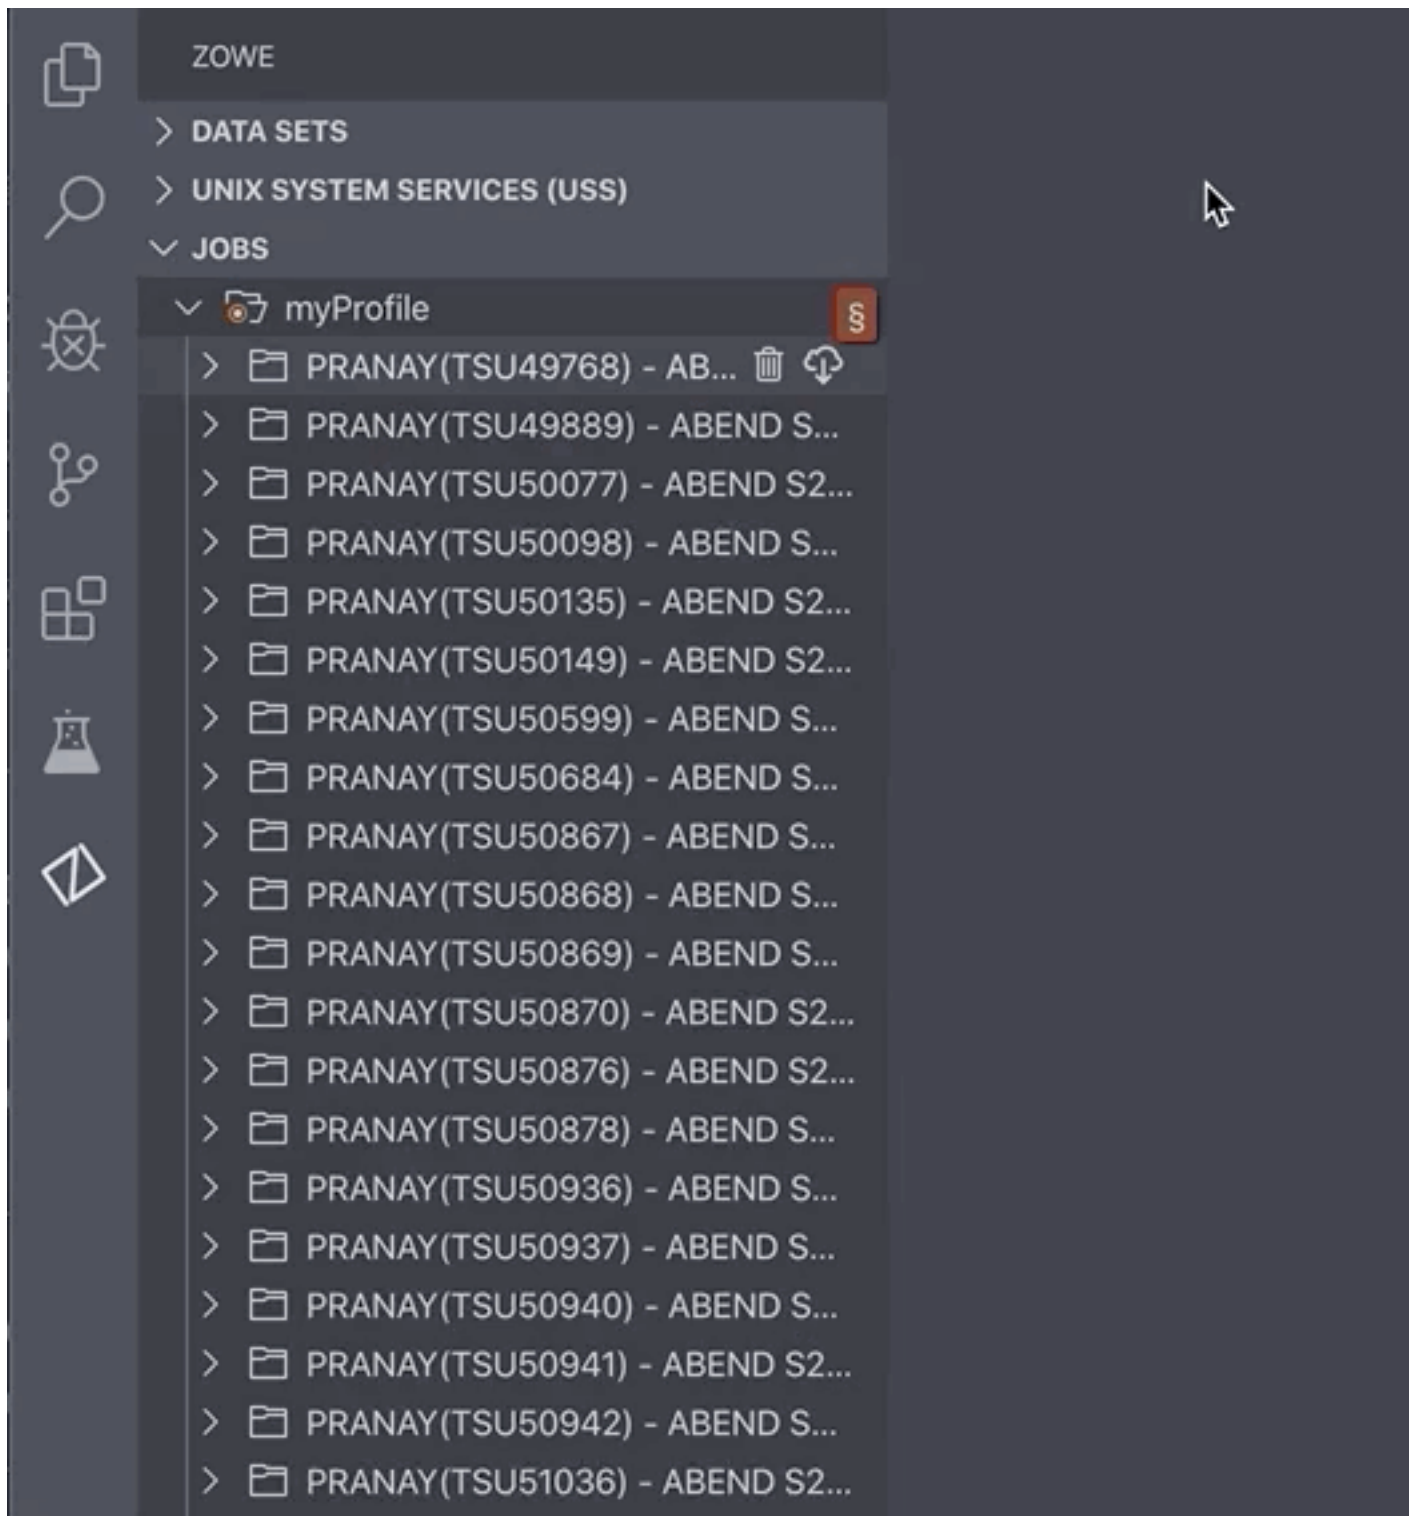 ZOWE
DATA SETS
UNIX SYSTEM SERVICES (USS)
JOBS
myProfile §
PRANAY(TSU49768) - AB...
PRANAY(TSU49889) - ABEND S...
PRANAY(TSU50077) - ABEND S2...
PRANAY(TSU50098) - ABEND S...
PRANAY(TSU50135) - ABEND S2...
PRANAY(TSU50149) - ABEND S2...
PRANAY(TSU50599) - ABEND S...
PRANAY(TSU50684) - ABEND S...
PRANAY(TSU50867) - ABEND S...
PRANAY(TSU50868) - ABEND S...
PRANAY(TSU50869) - ABEND S...
PRANAY(TSU50870) - ABEND S2...
PRANAY(TSU50876) - ABEND S2...
PRANAY(TSU50878) - ABEND S...
PRANAY(TSU50936) - ABEND S...
PRANAY(TSU50937) - ABEND S...
PRANAY(TSU50940) - ABEND S...
PRANAY(TSU50941) - ABEND S2...
PRANAY(TSU50942) - ABEND S...
PRANAY(TSU51036) - ABEND S2...